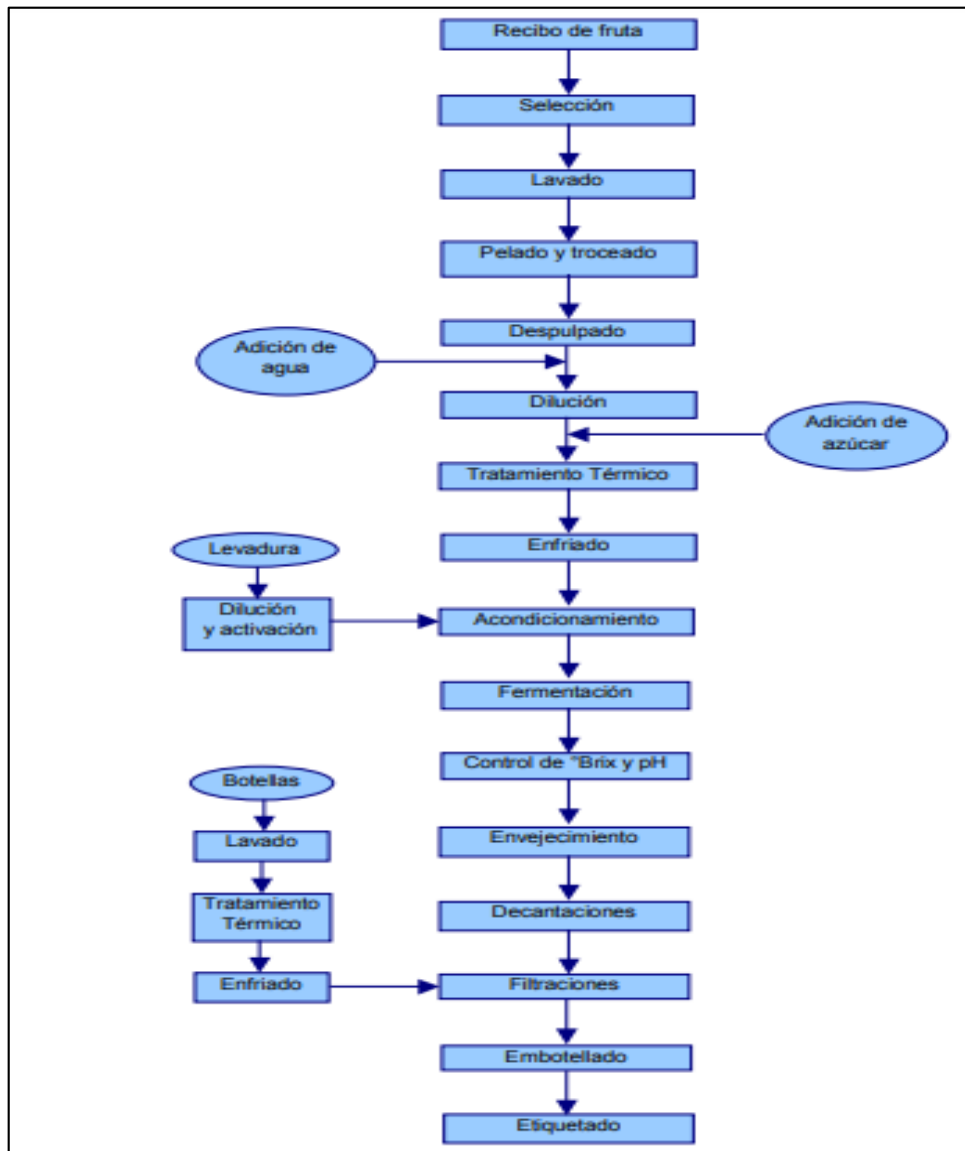 Recibo de fruta
Selección
Lavado
Pelado y troceado
Despulpado
Adición de
agua
Dilución
Adición de
azúcar
Tratamiento Térmico
Enfriado
Levadura
Dilución
y activación
Acondicionamiento
Fermentación
Control de °Brix y pH
Botellas
Lavado
Envejecimiento
Tratamiento
Térmico
Decantaciones
Enfriado
Filtraciones
Embotellado
Etiquetado